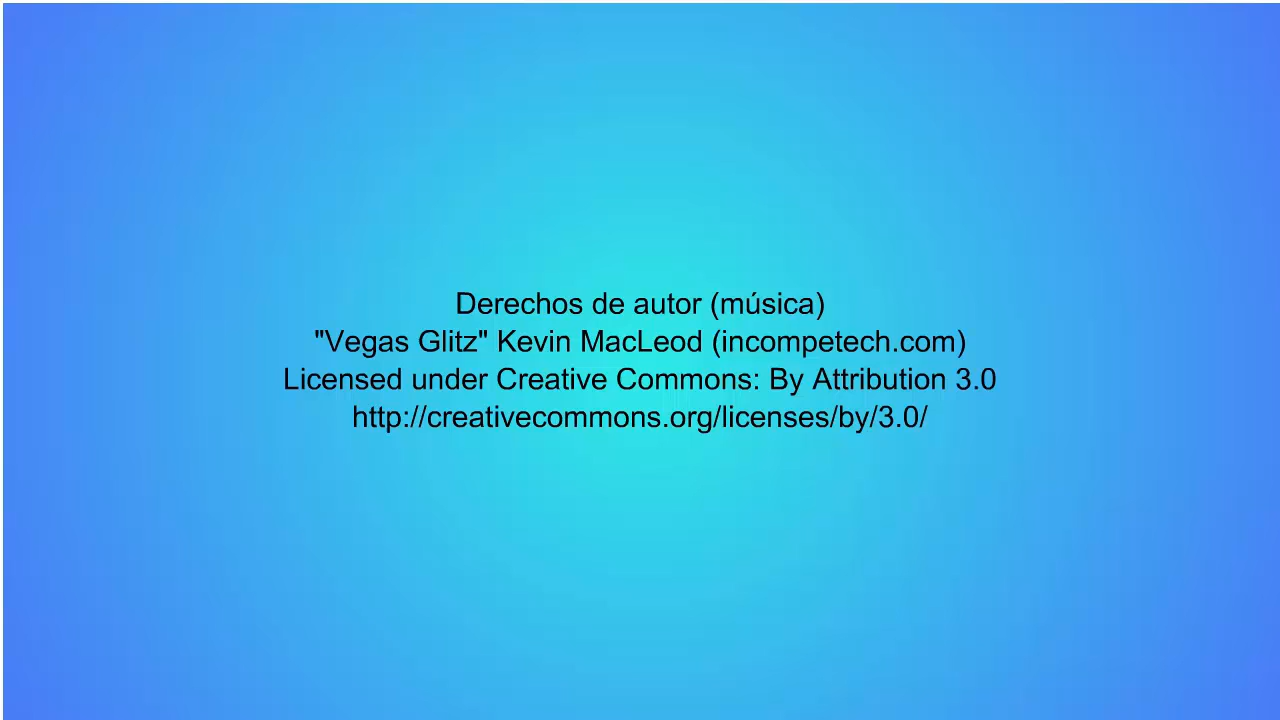 Derechos de autor (música)
"Vegas Glitz" Kevin MacLeod (incompetech.com)
Licensed under Creative Commons: By Attribution 3.0
http://creativecommons.org/licenses/by/3.0/